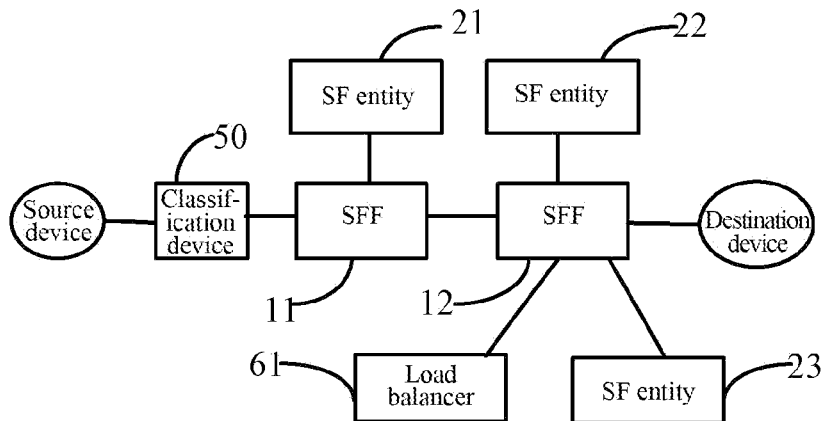 21
22
SF entity
SF entity
50
Source
device
Classif-
ication
device
SFF
SFF
Destination
device
11
12
61
Load
balancer
SF entity
23